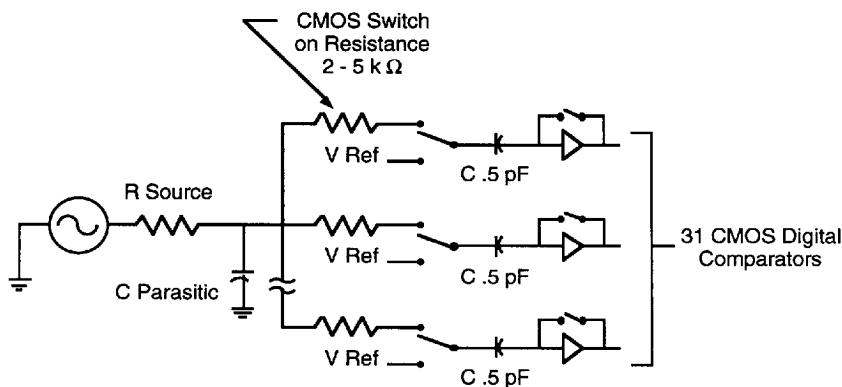 CMOS Switch
on Resistance
2 - 5 k Ω
V Ref
C .5 pF
R Source
V Ref
C .5 pF
31 CMOS Digital
Comparators
C Parasitic
V Ref
C .5 pF